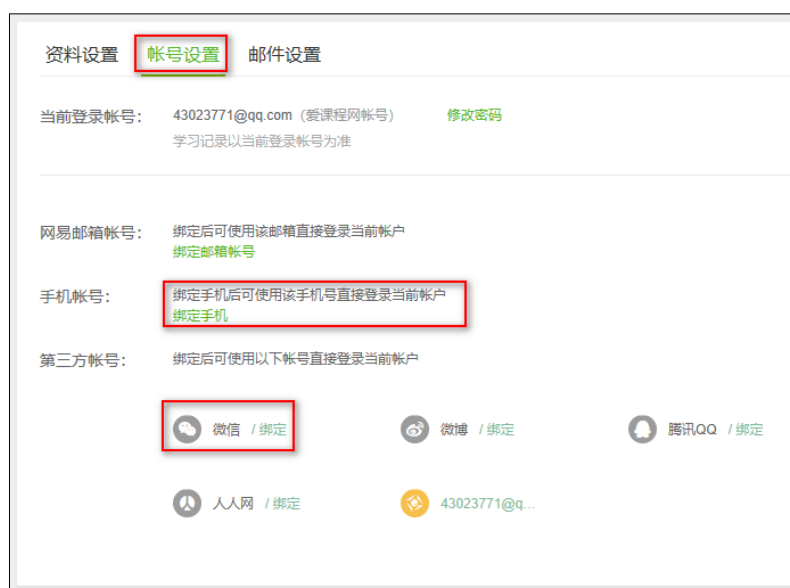 资料设置 帐号设置 邮件设置
当前登录帐号： 43023771@qq.com（爱课程网帐号） 修改密码
学习记录以当前登录帐号为准
网易邮箱帐号： 绑定后可使用该邮箱直接登录当前帐户
绑定邮箱帐号
手机帐号： 绑定手机后可使用该手机号直接登录当前帐户
绑定手机
第三方帐号： 绑定后可使用以下帐号直接登录当前帐户
微信 / 绑定 微博 / 绑定 腾讯QQ / 绑定
人人网 / 绑定 43023771@q...